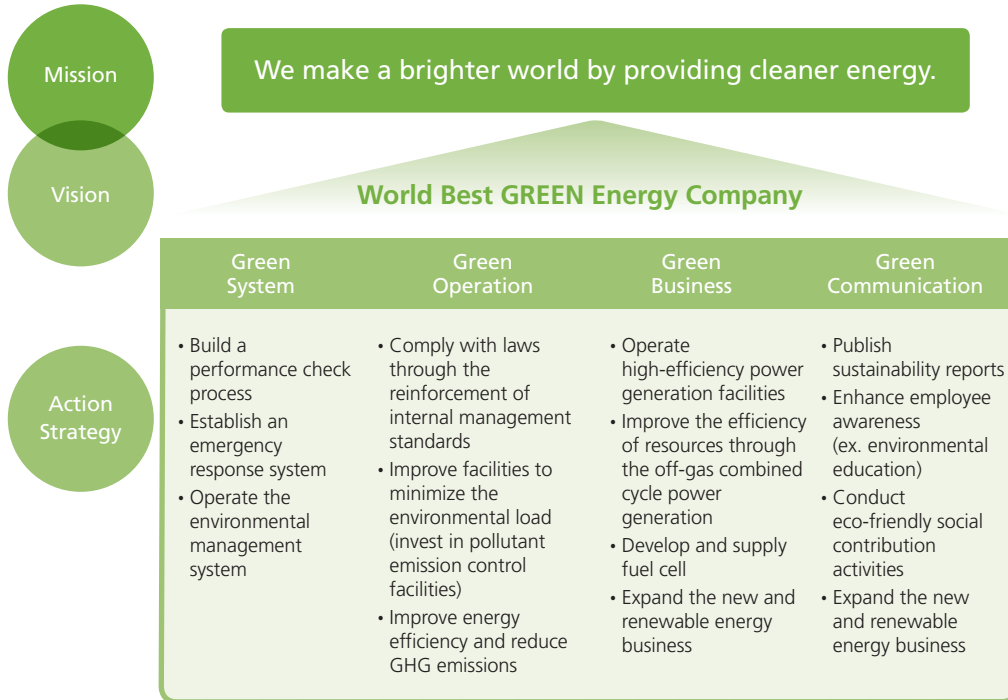 Mission
We make a brighter world by providing cleaner energy.
Vision
World Best GREEN Energy Company
Action
Strategy
Green
System
• Build a
performance check
process
• Establish an
emergency
response system
• Operate the
environmental
management
system
Green
Operation
• Comply with laws
through the
reinforcement of
internal management
standards
• Improve facilities to
minimize the
environmental load
(invest in pollutant
emission control
facilities)
• Improve energy
efficiency and reduce
GHG emissions
Green
Business
• Operate
high-efficiency power
generation facilities
• Improve the efficiency
of resources through
the off-gas combined
cycle power
generation
• Develop and supply
fuel cell
• Expand the new and
renewable energy
business
Green
Communication
• Publish
sustainability reports
• Enhance employee
awareness
(ex. environmental
education)
• Conduct
eco-friendly social
contribution
activities
• Expand the new
and renewable
energy business